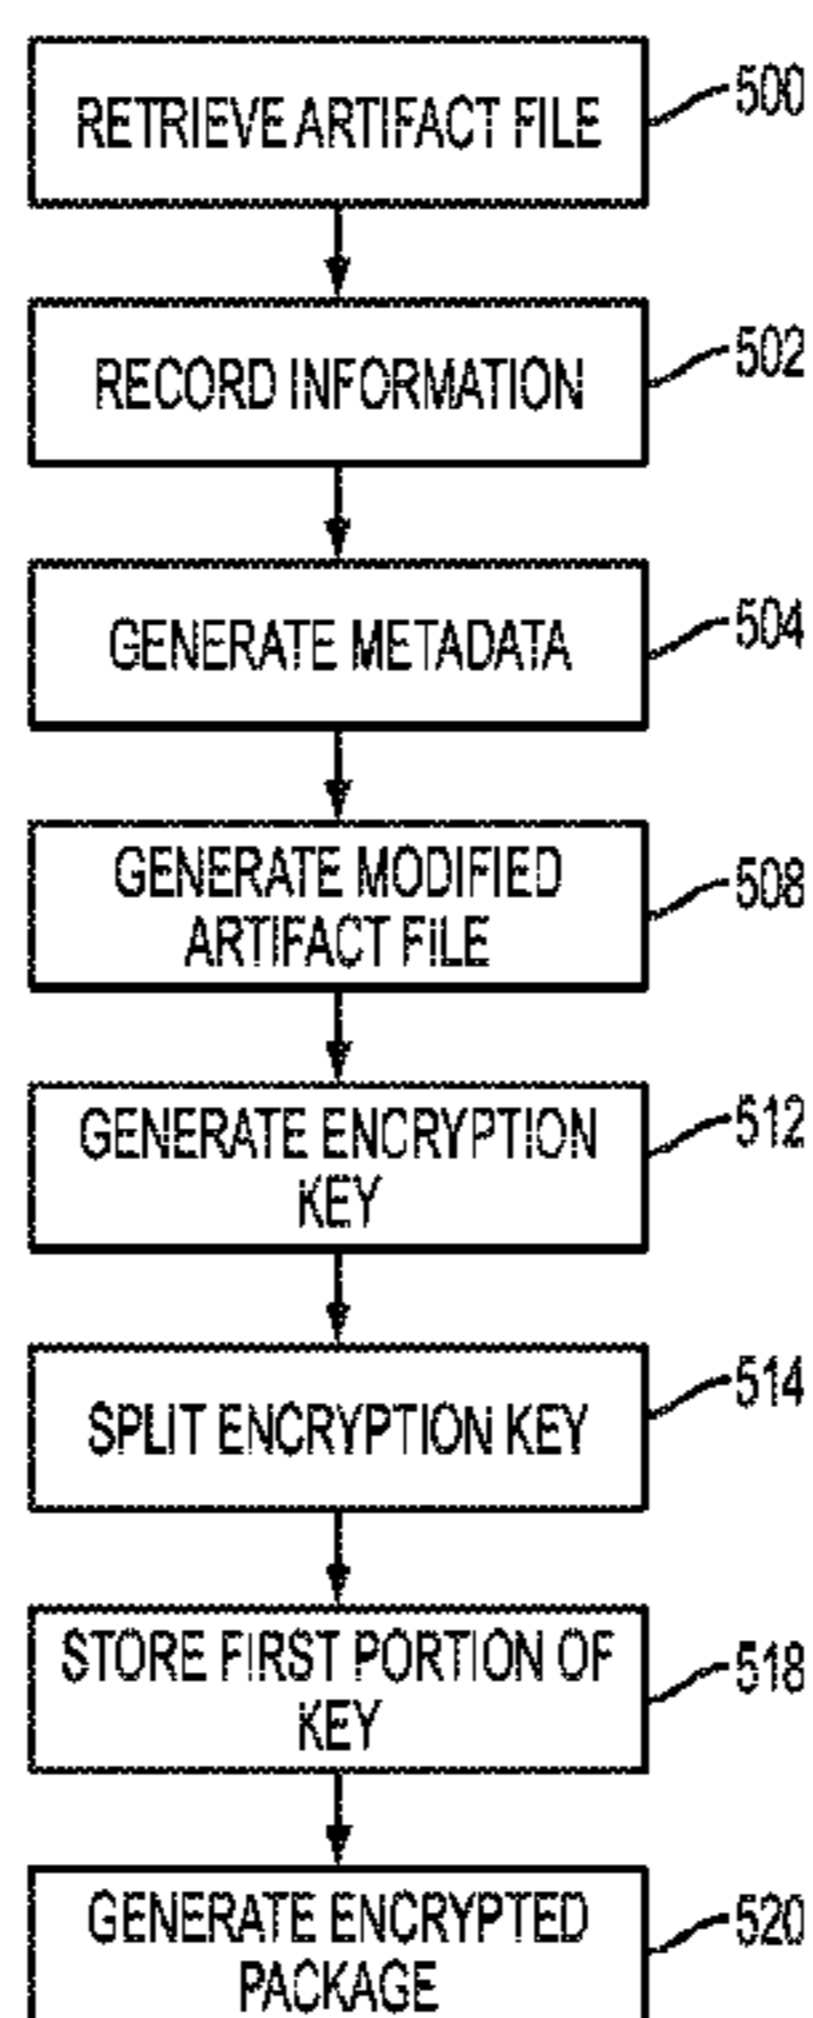 RETRIEVE ARTIFACT FILE
500
RECORD INFORMATION
502
GENERATE METADATA
504
GENERATE MODIFIED
ARTIFACT FILE
508
GENERATE ENCRYPTION
KEY
512
SPLIT ENCRYPTION KEY
514
STORE FIRST PORTION OF
KEY
518
GENERATE ENCRYPTED
PACKAGE
520